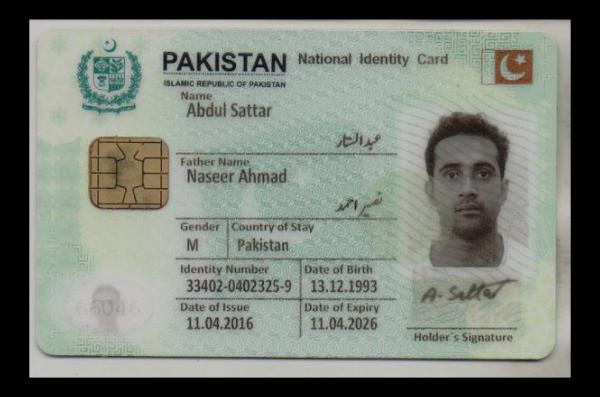 PAKISTAN National Identity Card
ISLAMIC REPUBLIC OF PAKISTAN
Name
Abdul Sattar
عبدالستار
Father Name
Naseer Ahmad
نصیر احمد
Gender Country of Stay
M Pakistan
Identity Number Date of Birth
33402-0402325-9 13.12.1993
Date of Issue Date of Expiry
11.04.2016 11.04.2026
A-Sattar
Holder's Signature